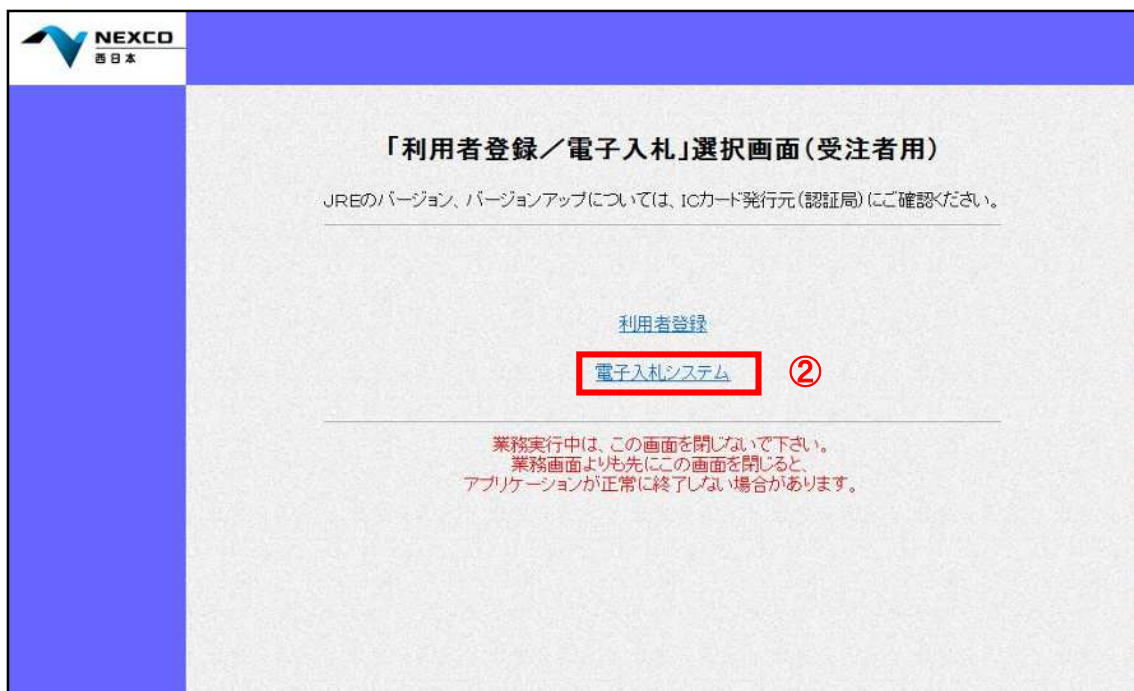 NEXCO
西日本
「利用者登録／電子入札」選択画面(受注者用)
JREのバージョン、バージョンアップについては、ICカード発行元(認証局)にご確認ください。
利用者登録
電子入札システム ②
業務実行中は、この画面を閉じないで下さい。
業務画面よりも先にこの画面を閉じると、
アプリケーションが正常に終了しない場合があります。